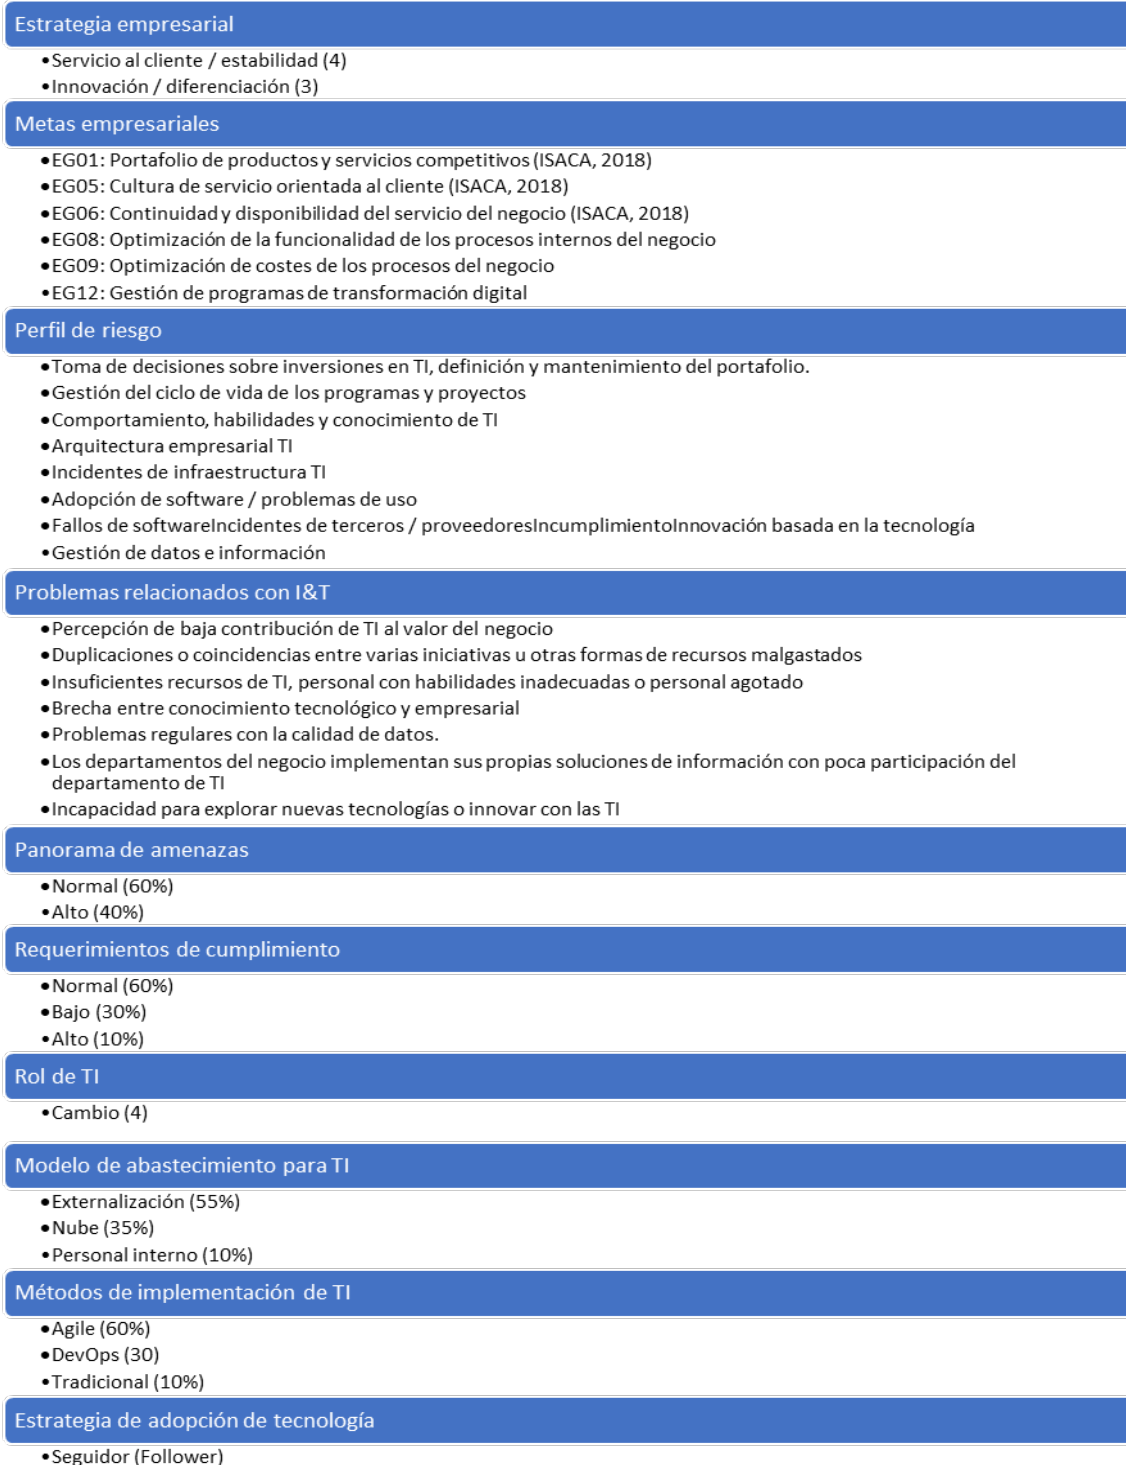 Estrategia empresarial
•Servicio al cliente / estabilidad (4)
•Innovación / diferenciación (3)
Metas empresariales
•EG01: Portafolio de productos y servicios competitivos (ISACA, 2018)
•EG05: Cultura de servicio orientada al cliente (ISACA, 2018)
•EG06: Continuidad y disponibilidad del servicio del negocio (ISACA, 2018)
•EG08: Optimización de la funcionalidad de los procesos internos del negocio
•EG09: Optimización de costes de los procesos del negocio
•EG12: Gestión de programas de transformación digital
Perfil de riesgo
•Toma de decisiones sobre inversiones en TI, definición y mantenimiento del portafolio.
•Gestión del ciclo de vida de los programas y proyectos
•Comportamiento, habilidades y conocimiento de TI
•Arquitectura empresarial TI
•Incidentes de infraestructura TI
•Adopción de software / problemas de uso
•Fallos de softwareIncidentes de terceros / proveedoresIncumplimientoInnovación basada en la tecnología
•Gestión de datos e información
Problemas relacionados con I&T
•Percepción de baja contribución de TI al valor del negocio
•Duplicaciones o coincidencias entre varias iniciativas u otras formas de recursos malgastados
•Insuficientes recursos de TI, personal con habilidades inadecuadas o personal agotado
•Brecha entre conocimiento tecnológico y empresarial
•Problemas regulares con la calidad de datos.
•Los departamentos del negocio implementan sus propias soluciones de información con poca participación del
departamento de TI
•Incapacidad para explorar nuevas tecnologías o innovar con las TI
Panorama de amenazas
•Normal (60%)
•Alto (40%)
Requerimientos de cumplimiento
•Normal (60%)
•Bajo (30%)
•Alto (10%)
Rol de TI
•Cambio (4)
Modelo de abastecimiento para TI
•Externalización (55%)
•Nube (35%)
•Personal interno (10%)
Métodos de implementación de TI
•Agile (60%)
•DevOps (30)
•Tradicional (10%)
Estrategia de adopción de tecnología
•Seguidor (Follower)